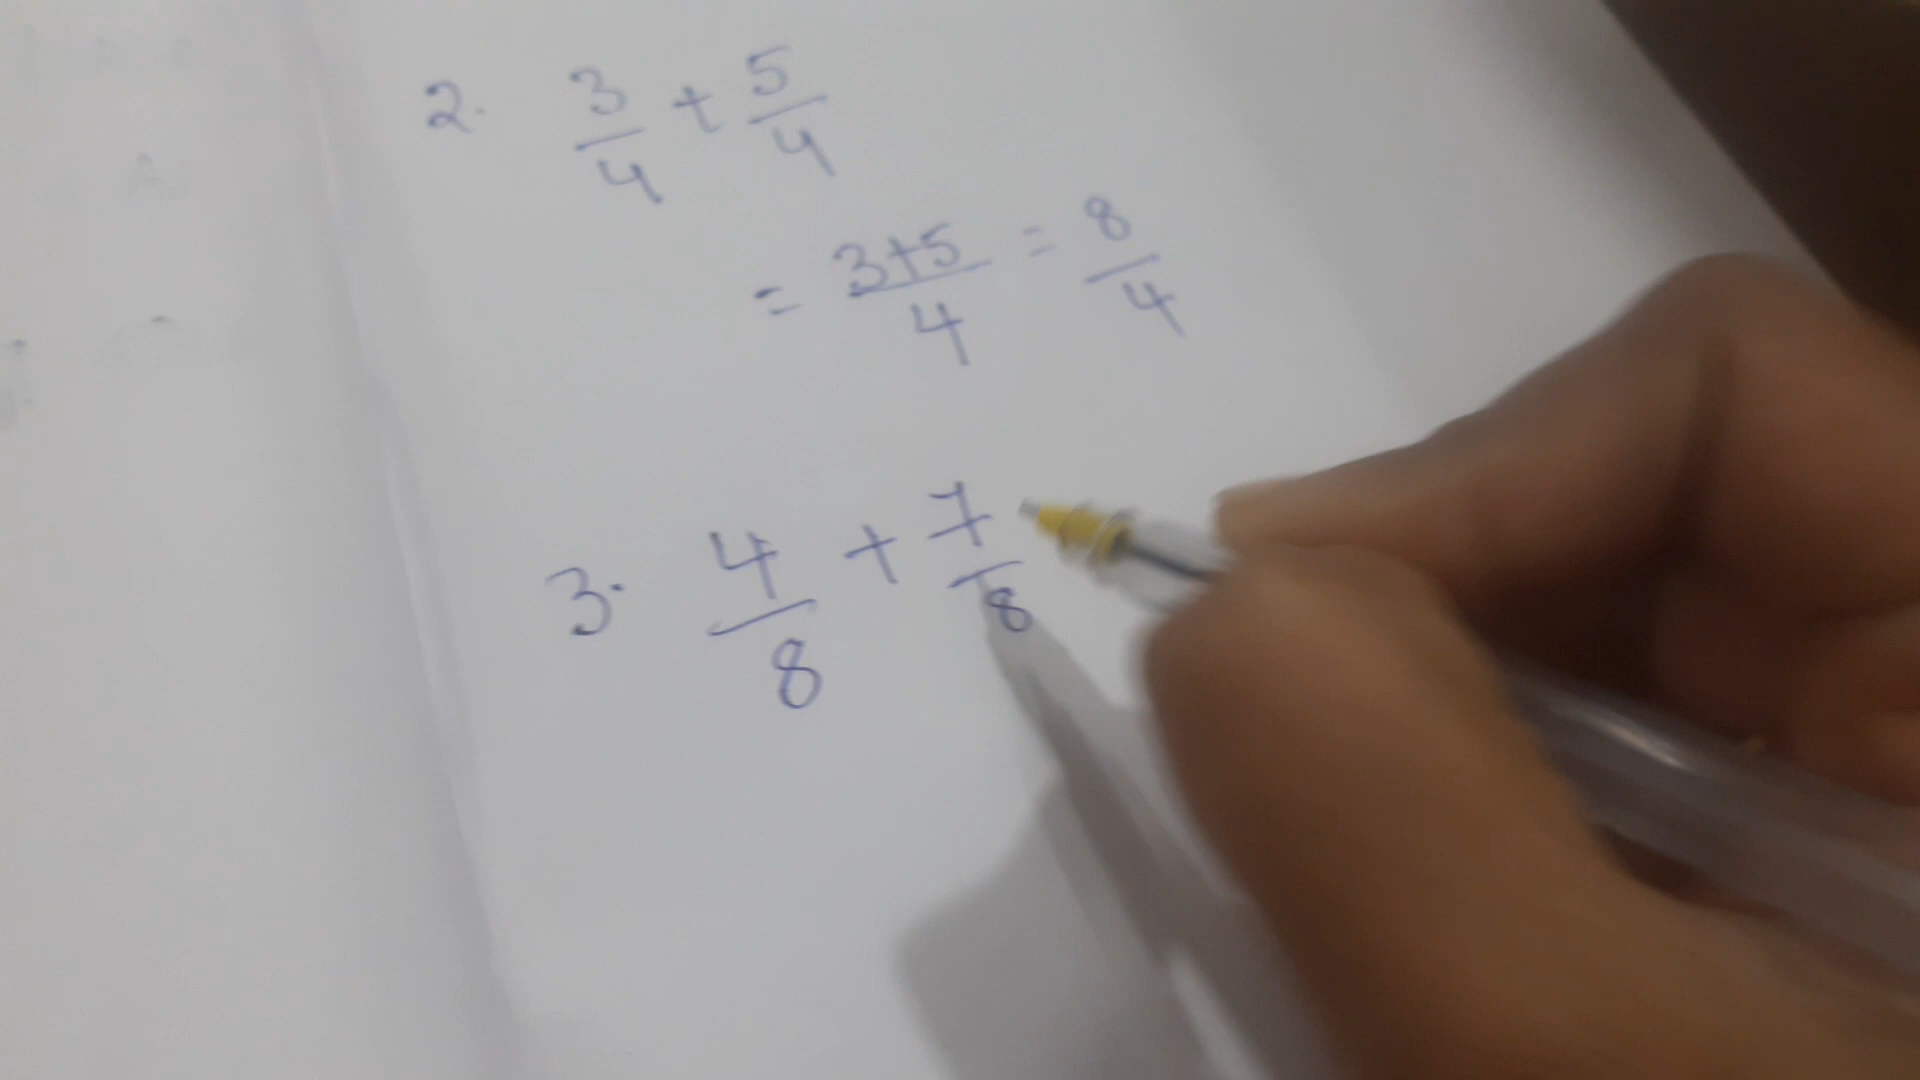 2. 3/4 + 5/4
= 3+5/4 = 8/4
3. 4/8 + 7/8